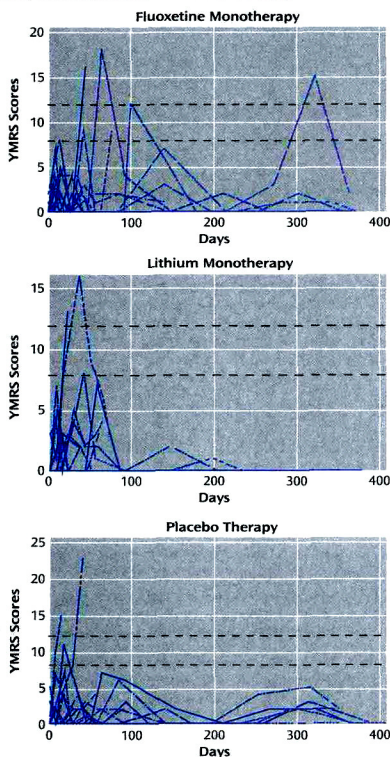 Fluoxetine Monotherapy
20
15
10
5
0
YMRS Scores
0 100 200 300 400
Days
Lithium Monotherapy
15
10
5
0
YMRS Scores
0 100 200 300 400
Days
Placebo Therapy
25
20
15
10
5
0
YMRS Scores
0 100 200 300 400
Days